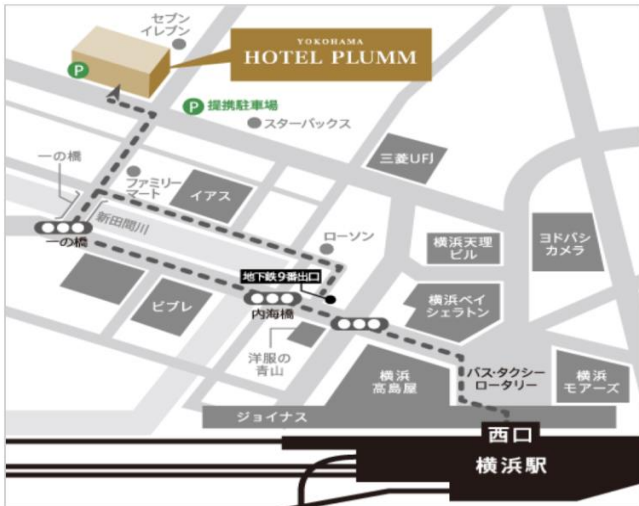 セブン
イレブン
YOKOHAMA
HOTEL PLUMM
P
P 提携駐車場
スターバックス
三菱UFJ
一の橋
ファミリー
マート
イアス
新田間川
一の橋
ローソン
横浜天理
ビル
ヨドバシ
カメラ
地下鉄9番出口
ビブレ
内海橋
横浜ベイ
シェラトン
洋服の
青山
横浜
高島屋
バス・タクシー
ロータリー
横浜
モアーズ
ジョイナス
西口
横浜駅